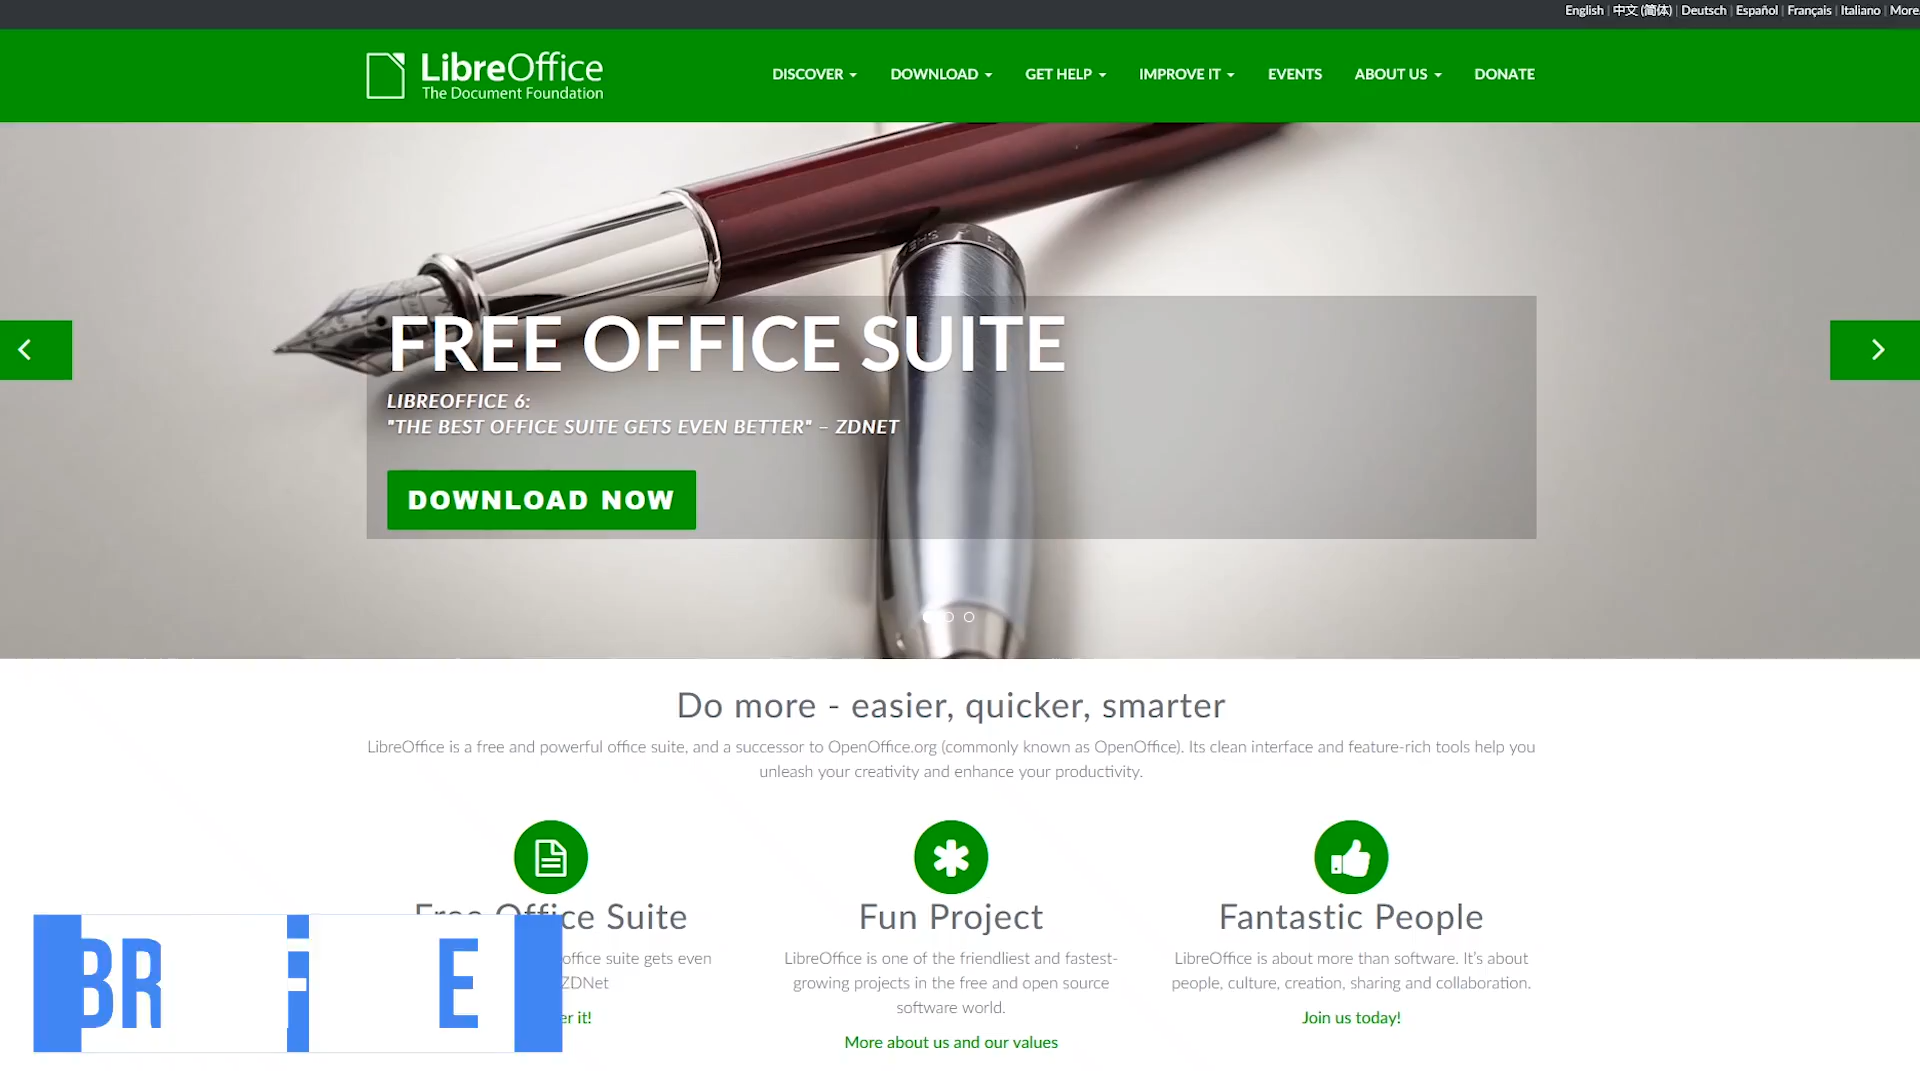 English | 中文 (简体) | Deutsch | Español | Français | Italiano | More
LibreOffice
The Document Foundation
DISCOVER
DOWNLOAD
GET HELP
IMPROVE IT
EVENTS
ABOUT US
DONATE
FREE OFFICE SUITE
LIBREOFFICE 6:
"THE BEST OFFICE SUITE GETS EVEN BETTER" – ZDNET
DOWNLOAD NOW
Do more - easier, quicker, smarter
LibreOffice is a free and powerful office suite, and a successor to OpenOffice.org (commonly known as OpenOffice). Its clean interface and feature-rich tools help you
unleash your creativity and enhance your productivity.
Free Office Suite
office suite gets even
ZDNet
it!
Fun Project
LibreOffice is one of the friendliest and fastest-
growing projects in the free and open source
software world.
More about us and our values
Fantastic People
LibreOffice is about more than software. It's about
people, culture, creation, sharing and collaboration.
Join us today!